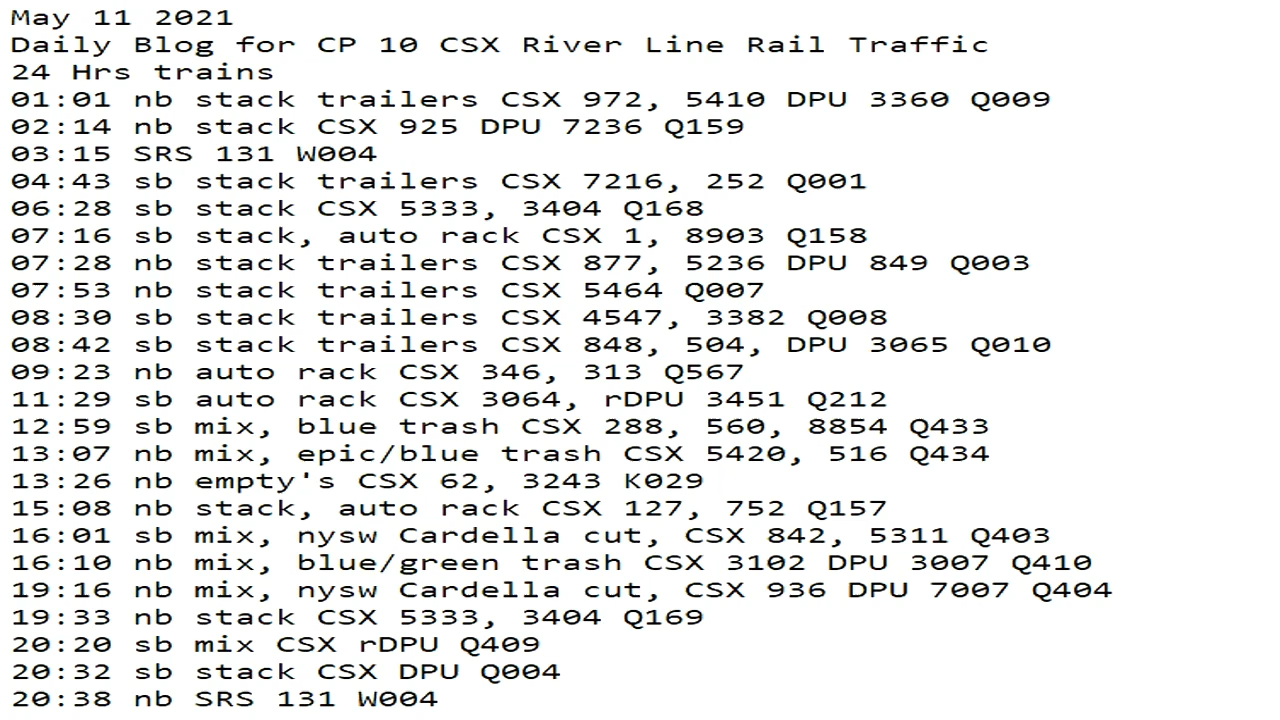 May 11 2021
Daily Blog for CP 10 CSX River Line Rail Traffic
24 Hrs trains
01:01 nb stack trailers CSX 972, 5410 DPU 3360 Q009
02:14 nb stack CSX 925 DPU 7236 Q159
03:15 SRS 131 W004
04:43 sb stack trailers CSX 7216, 252 Q001
06:28 sb stack CSX 5333, 3404 Q168
07:16 sb stack, auto rack CSX 1, 8903 Q158
07:28 nb stack trailers CSX 877, 5236 DPU 849 Q003
07:53 nb stack trailers CSX 5464 Q007
08:30 sb stack trailers CSX 4547, 3382 Q008
08:42 sb stack trailers CSX 848, 504, DPU 3065 Q010
09:23 nb auto rack CSX 346, 313 Q567
11:29 sb auto rack CSX 3064, rDPU 3451 Q212
12:59 sb mix, blue trash CSX 288, 560, 8854 Q433
13:07 nb mix, epic/blue trash CSX 5420, 516 Q434
13:26 nb empty's CSX 62, 3243 K029
15:08 nb stack, auto rack CSX 127, 752 Q157
16:01 sb mix, nysw Cardella cut, CSX 842, 5311 Q403
16:10 nb mix, blue/green trash CSX 3102 DPU 3007 Q410
19:16 nb mix, nysw Cardella cut, CSX 936 DPU 7007 Q404
19:33 nb stack CSX 5333, 3404 Q169
20:20 sb mix CSX rDPU Q409
20:32 sb stack CSX DPU Q004
20:38 nb SRS 131 W004